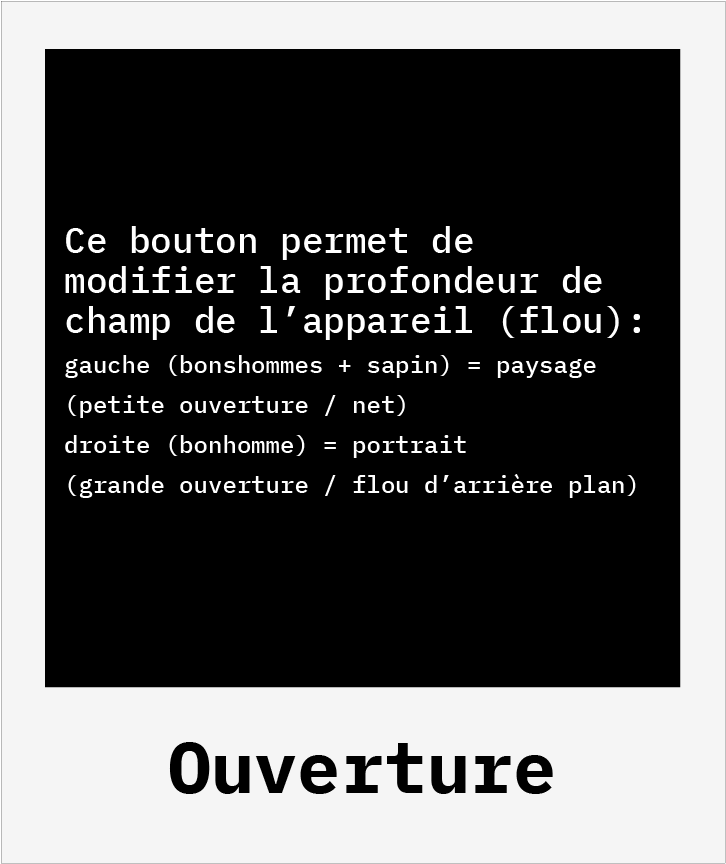 Ce bouton permet de
modifier la profondeur de
champ de l’appareil (flou):
gauche (bonshommes + sapin) = paysage
(petite ouverture / net)
droite (bonhomme) = portrait
(grande ouverture / flou d’arrière plan)
Ouverture